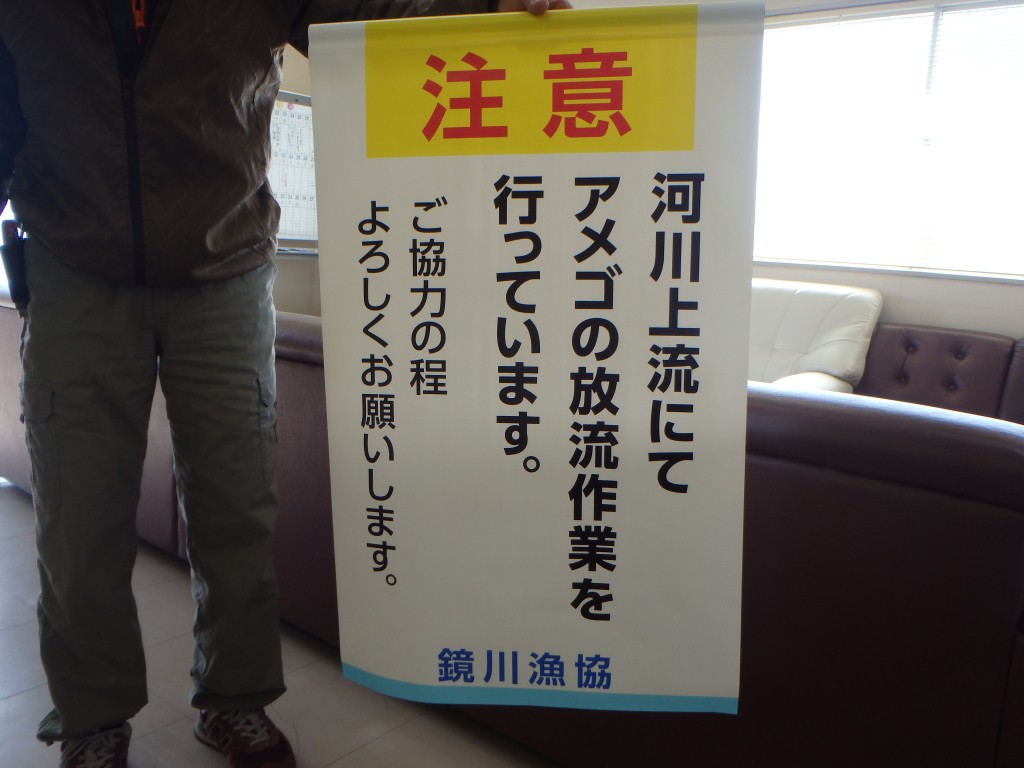 注意
河川上流にて
アメゴの放流作業を
行っています。
ご協力の程
よろしくお願いします。
鏡川漁協